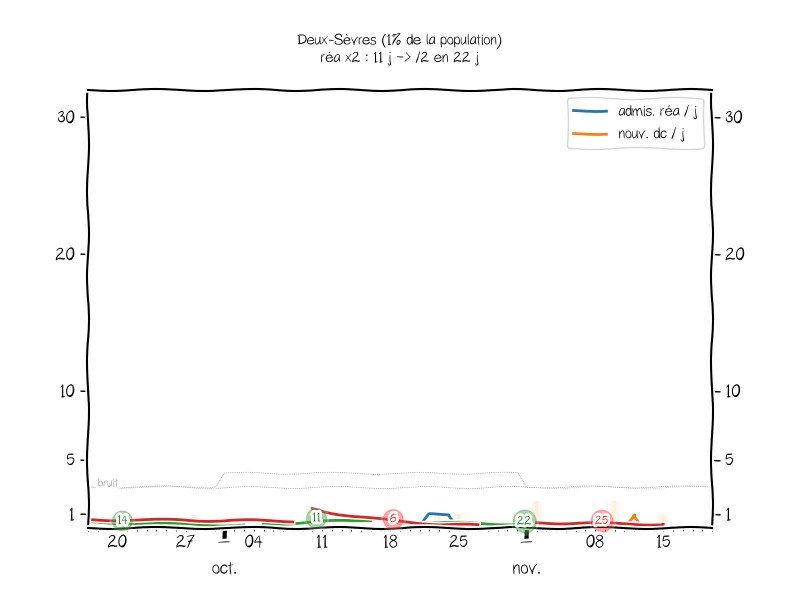 Deux-Sèvres (1% de la population)
réa x2 : 11 j -> /2 en 22 j
admis. réa / j
nouv. dc / j
30 30
20 20
10 10
5 5
bruit
1 1
14 11 6 22 25
20 27 04 11 18 25 08 15
oct. nov.